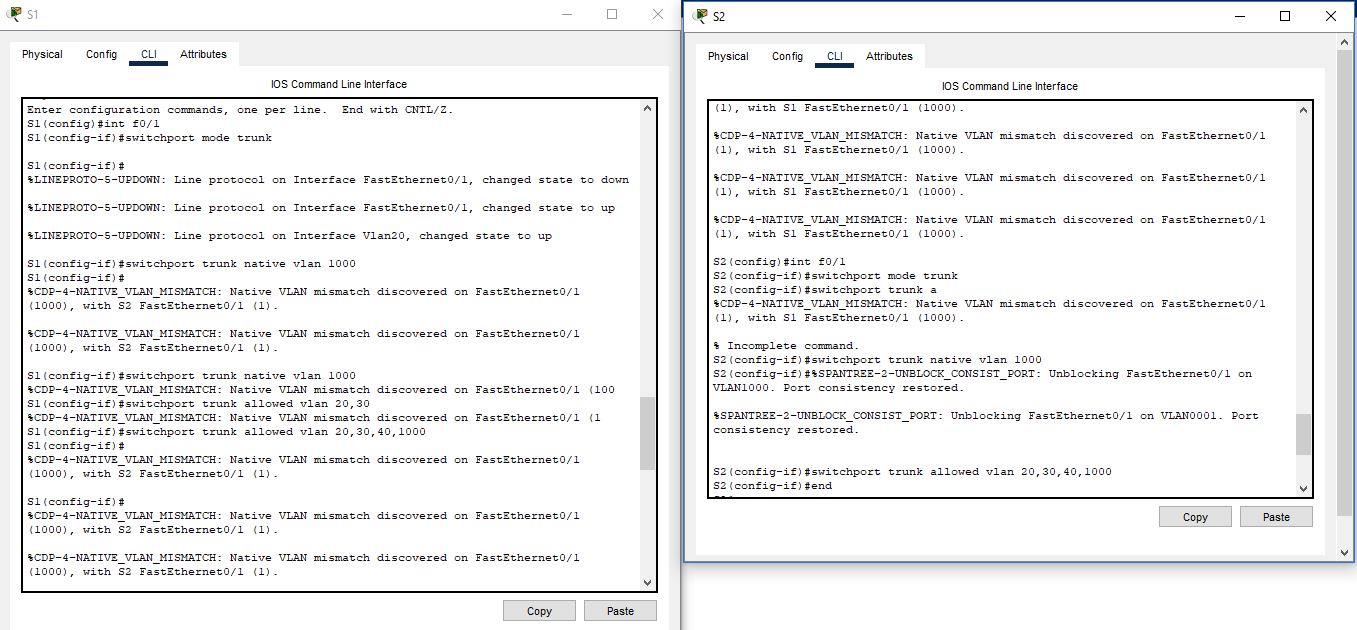 S1
Physical Config CLI Attributes
IOS Command Line Interface
Enter configuration commands, one per line.  End with CNTL/Z.
S1(config)#int f0/1
S1(config-if)#switchport mode trunk
S1(config-if)#
%LINEPROTO-5-UPDOWN: Line protocol on Interface FastEthernet0/1, changed state to down
%LINEPROTO-5-UPDOWN: Line protocol on Interface FastEthernet0/1, changed state to up
%LINEPROTO-5-UPDOWN: Line protocol on Interface Vlan20, changed state to up
S1(config-if)#switchport trunk native vlan 1000
S1(config-if)#
%CDP-4-NATIVE_VLAN_MISMATCH: Native VLAN mismatch discovered on FastEthernet0/1
(1000), with S2 FastEthernet0/1 (1).
%CDP-4-NATIVE_VLAN_MISMATCH: Native VLAN mismatch discovered on FastEthernet0/1
(1000), with S2 FastEthernet0/1 (1).
S1(config-if)#switchport trunk native vlan 1000
%CDP-4-NATIVE_VLAN_MISMATCH: Native VLAN mismatch discovered on FastEthernet0/1 (100
S1(config-if)#switchport trunk allowed vlan 20,30
%CDP-4-NATIVE_VLAN_MISMATCH: Native VLAN mismatch discovered on FastEthernet0/1 (1
S1(config-if)#switchport trunk allowed vlan 20,30,40,1000
S1(config-if)#
%CDP-4-NATIVE_VLAN_MISMATCH: Native VLAN mismatch discovered on FastEthernet0/1
(1000), with S2 FastEthernet0/1 (1).
S1(config-if)#
%CDP-4-NATIVE_VLAN_MISMATCH: Native VLAN mismatch discovered on FastEthernet0/1
(1000), with S2 FastEthernet0/1 (1).
%CDP-4-NATIVE_VLAN_MISMATCH: Native VLAN mismatch discovered on FastEthernet0/1
(1000), with S2 FastEthernet0/1 (1).
Copy Paste
S2
Physical Config CLI Attributes
IOS Command Line Interface
(1), with S1 FastEthernet0/1 (1000).
%CDP-4-NATIVE_VLAN_MISMATCH: Native VLAN mismatch discovered on FastEthernet0/1
(1), with S1 FastEthernet0/1 (1000).
%CDP-4-NATIVE_VLAN_MISMATCH: Native VLAN mismatch discovered on FastEthernet0/1
(1), with S1 FastEthernet0/1 (1000).
%CDP-4-NATIVE_VLAN_MISMATCH: Native VLAN mismatch discovered on FastEthernet0/1
(1), with S1 FastEthernet0/1 (1000).
S2(config)#int f0/1
S2(config-if)#switchport mode trunk
S2(config-if)#switchport trunk a
%CDP-4-NATIVE_VLAN_MISMATCH: Native VLAN mismatch discovered on FastEthernet0/1
(1), with S1 FastEthernet0/1 (1000).
% Incomplete command.
S2(config-if)#switchport trunk native vlan 1000
S2(config-if)#%SPANTREE-2-UNBLOCK_CONSIST_PORT: Unblocking FastEthernet0/1 on
VLAN1000. Port consistency restored.
%SPANTREE-2-UNBLOCK_CONSIST_PORT: Unblocking FastEthernet0/1 on VLAN0001. Port
consistency restored.
S2(config-if)#switchport trunk allowed vlan 20,30,40,1000
S2(config-if)#end
Copy Paste